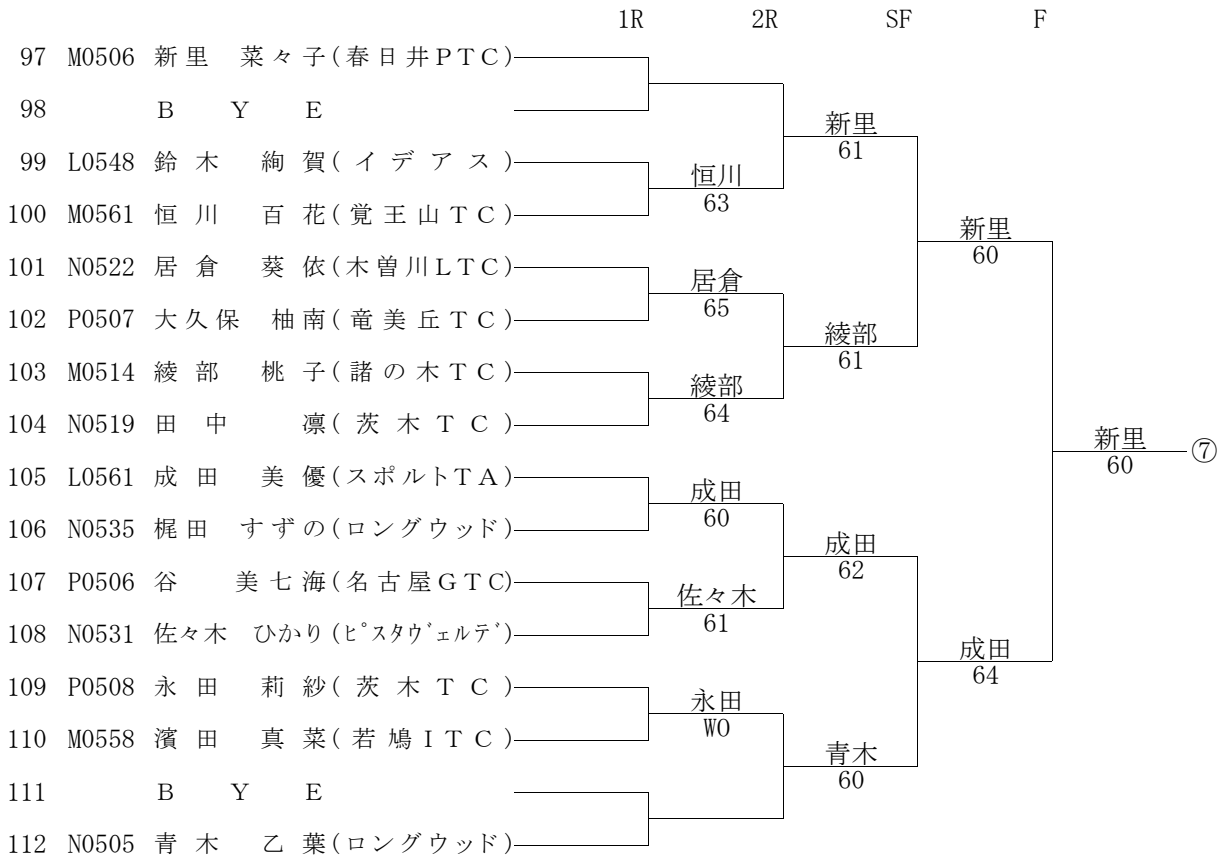 1R 2R SF F
97 M0506 新里 菜々子(春日井PTC)
98 BYE
新里
61
99 L0548 鈴木 絢賀(イデアス)
恒川
63
100 M0561 恒川 百花(覚王山TC)
新里
60
101 N0522 居倉 葵依(木曽川LTC)
居倉
65
102 P0507 大久保 柚南(竜美丘TC)
綾部
61
103 M0514 綾部 桃子(諸の木TC)
綾部
64
104 N0519 田中 凛(茨木TC)
新里
60
⑦
105 L0561 成田 美優(スポルトTA)
成田
60
106 N0535 梶田 すずの(ロングウッド)
成田
62
107 P0506 谷 美七海(名古屋GTC)
佐々木
61
108 N0531 佐々木 ひかり(ピスタヴェルデ)
成田
64
109 P0508 永田 莉紗(茨木TC)
永田
WO
110 M0558 濱田 真菜(若鳩ITC)
青木
60
111 BYE
112 N0505 青木 乙葉(ロングウッド)